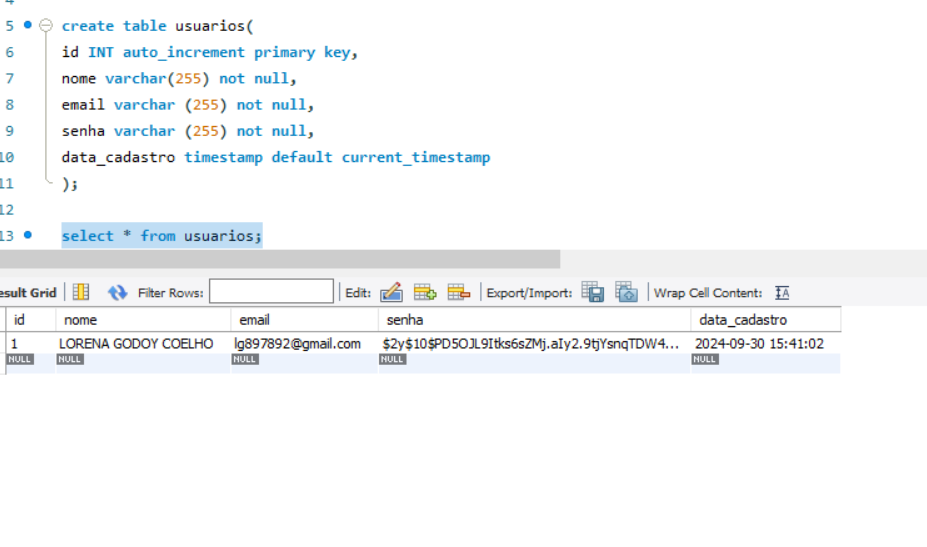 4
5 create table usuarios(
6 id INT auto_increment primary key,
7 nome varchar(255) not null,
8 email varchar (255) not null,
9 senha varchar (255) not null,
10 data_cadastro timestamp default current_timestamp
11 );
12
13 select * from usuarios;
esult Grid Filter Rows: Edit: Export/Import: Wrap Cell Content: IA
id nome email senha data_cadastro
1 LORENA GODOY COELHO lg897892@gmail.com $2y$10$PD5OJL9Itks6sZMj.aIy2.9tjYsnqTDW4... 2024-09-30 15:41:02
NULL NULL NULL NULL NULL